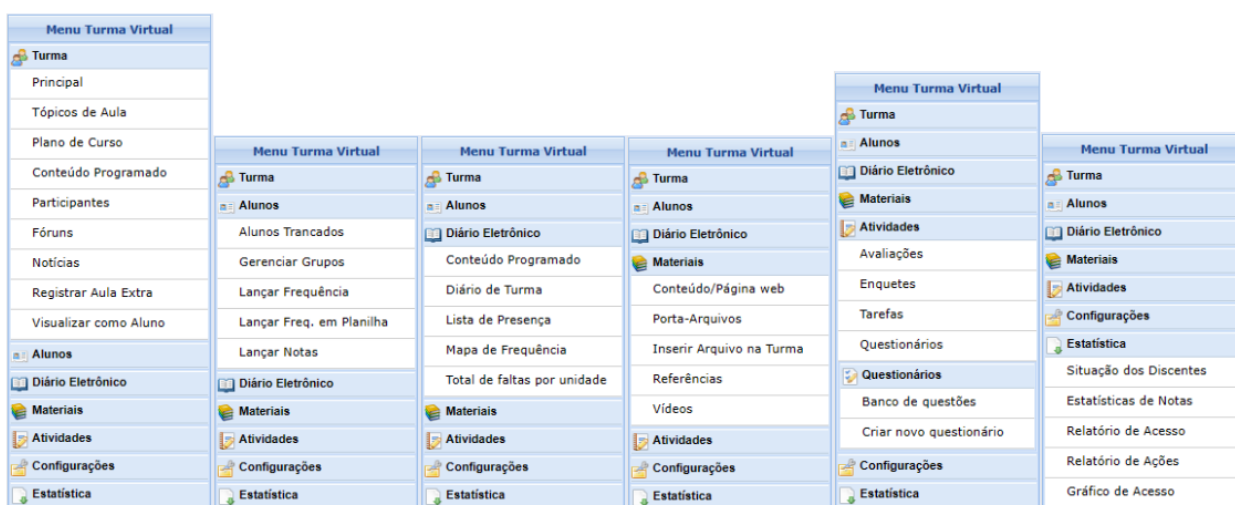 Menu Turma Virtual
Turma
Principal
Tópicos de Aula
Plano de Curso
Conteúdo Programado
Participantes
Fóruns
Notícias
Registrar Aula Extra
Visualizar como Aluno
Alunos
Diário Eletrônico
Materiais
Atividades
Configurações
Estatística
Menu Turma Virtual
Turma
Alunos
Alunos Trancados
Gerenciar Grupos
Lançar Frequência
Lançar Freq. em Planilha
Lançar Notas
Diário Eletrônico
Materiais
Atividades
Configurações
Estatística
Menu Turma Virtual
Turma
Alunos
Diário Eletrônico
Conteúdo Programado
Diário de Turma
Lista de Presença
Mapa de Frequência
Total de faltas por unidade
Materiais
Atividades
Configurações
Estatística
Menu Turma Virtual
Turma
Alunos
Diário Eletrônico
Materiais
Conteúdo/Página web
Porta-Arquivos
Inserir Arquivo na Turma
Referências
Vídeos
Atividades
Configurações
Estatística
Menu Turma Virtual
Turma
Alunos
Diário Eletrônico
Materiais
Atividades
Avaliações
Enquetes
Tarefas
Questionários
Questionários
Banco de questões
Criar novo questionário
Configurações
Estatística
Menu Turma Virtual
Turma
Alunos
Diário Eletrônico
Materiais
Atividades
Configurações
Estatística
Situação dos Discentes
Estatísticas de Notas
Relatório de Acesso
Relatório de Ações
Gráfico de Acesso